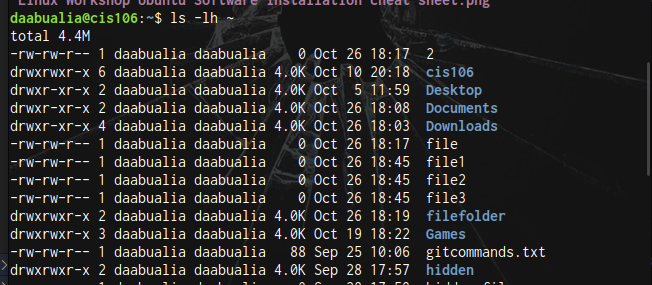 Linux Workshop Ubuntu Software Installation Cheat Sheet.png
daabualia@cis106:~$ ls -lh ~
total 4.4M
-rw-rw-r-- 1 daabualia daabualia    0 Oct 26 18:17 2
drwxrwxr-x 6 daabualia daabualia 4.0K Oct 10 20:18 cis106
drwxr-xr-x 2 daabualia daabualia 4.0K Oct  5 11:59 Desktop
drwxr-xr-x 2 daabualia daabualia 4.0K Oct 26 18:08 Documents
drwxr-xr-x 4 daabualia daabualia 4.0K Oct 26 18:03 Downloads
-rw-rw-r-- 1 daabualia daabualia    0 Oct 26 18:17 file
-rw-rw-r-- 1 daabualia daabualia    0 Oct 26 18:45 file1
-rw-rw-r-- 1 daabualia daabualia    0 Oct 26 18:45 file2
-rw-rw-r-- 1 daabualia daabualia    0 Oct 26 18:45 file3
drwxrwxr-x 2 daabualia daabualia 4.0K Oct 26 18:19 filefolder
drwxrwxr-x 3 daabualia daabualia 4.0K Oct 19 18:22 Games
-rw-rw-r-- 1 daabualia daabualia   88 Sep 25 10:06 gitcommands.txt
drwxrwxr-x 2 daabualia daabualia 4.0K Sep 28 17:57 hidden